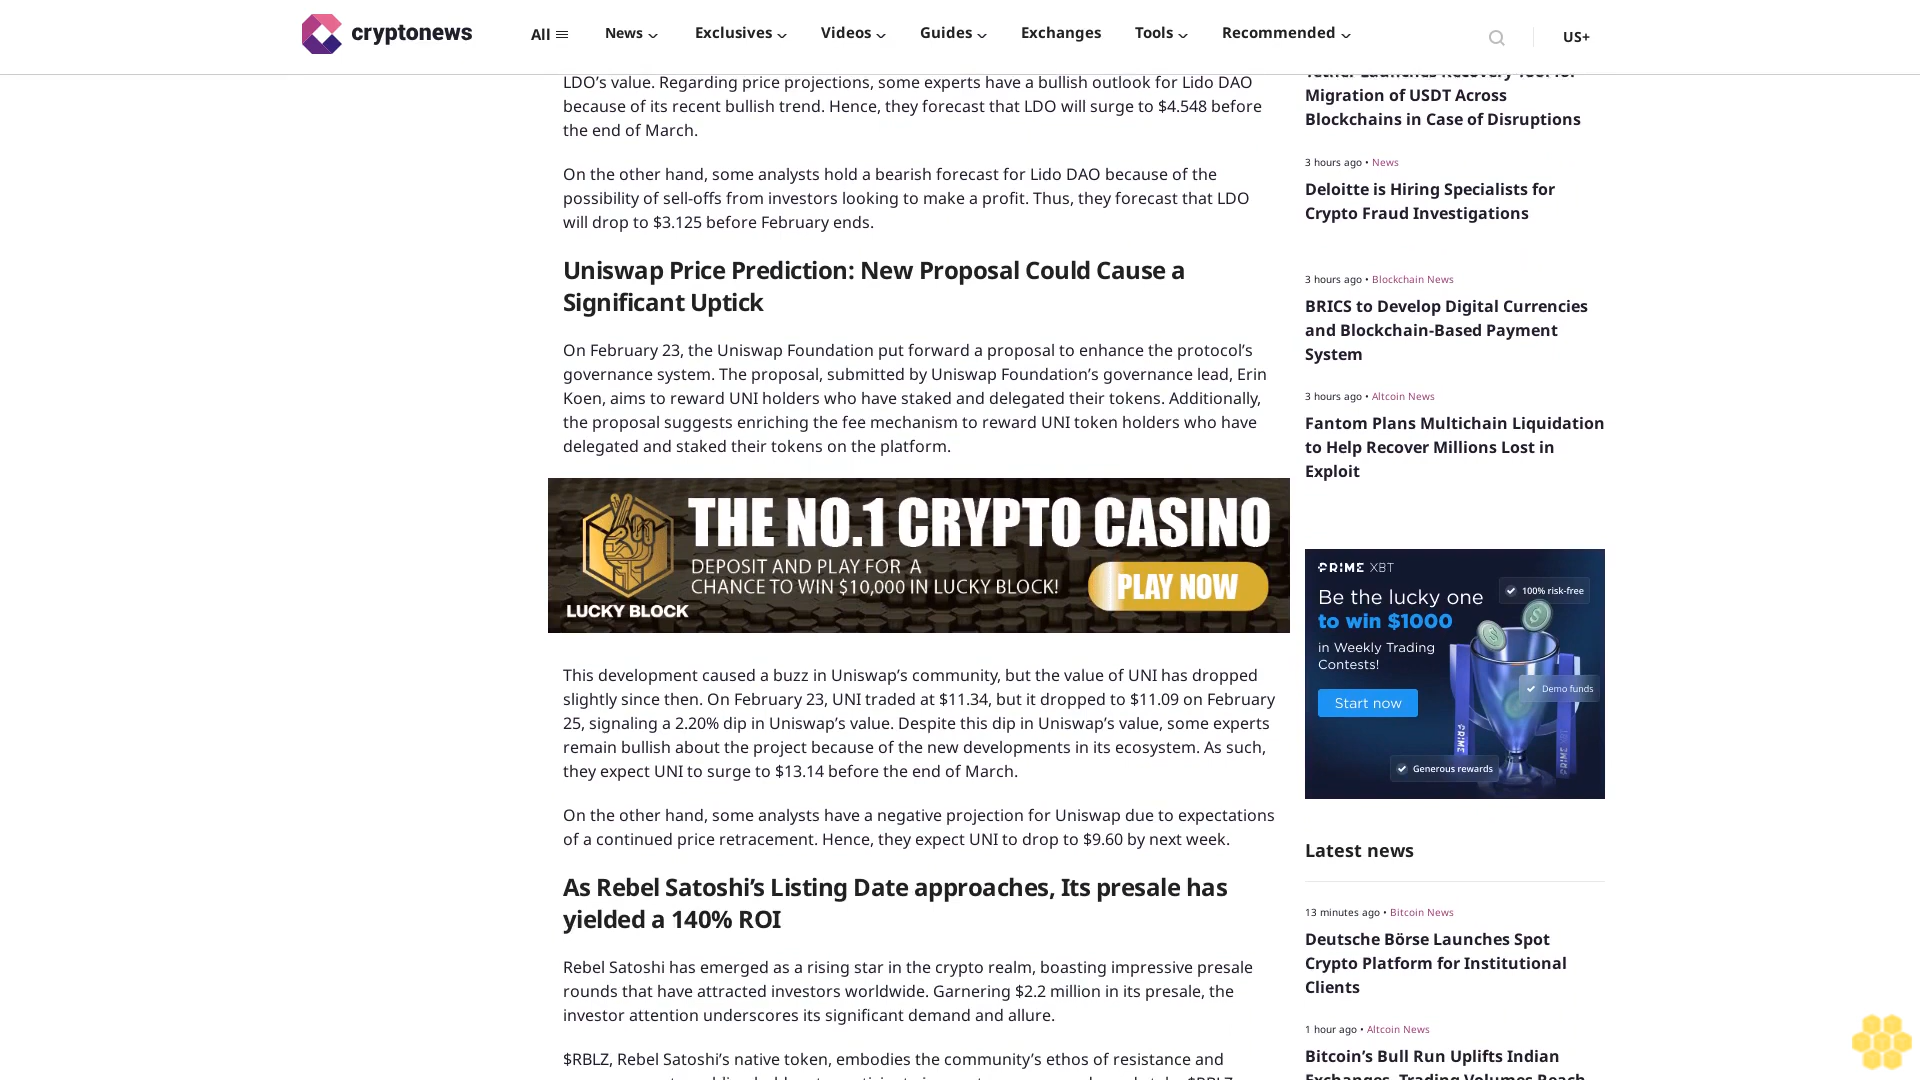 cryptonews
All
News
Exclusives
Videos
Guides
Exchanges
Tools
Recommended
US+
LDO’s value. Regarding price projections, some experts have a bullish outlook for Lido DAO
because of its recent bullish trend. Hence, they forecast that LDO will surge to $4.548 before
the end of March.
On the other hand, some analysts hold a bearish forecast for Lido DAO because of the
possibility of sell-offs from investors looking to make a profit. Thus, they forecast that LDO
will drop to $3.125 before February ends.
Uniswap Price Prediction: New Proposal Could Cause a
Significant Uptick
On February 23, the Uniswap Foundation put forward a proposal to enhance the protocol’s
governance system. The proposal, submitted by Uniswap Foundation’s governance lead, Erin
Koen, aims to reward UNI holders who have staked and delegated their tokens. Additionally,
the proposal suggests enriching the fee mechanism to reward UNI token holders who have
delegated and staked their tokens on the platform.
THE NO.1 CRYPTO CASINO
DEPOSIT AND PLAY FOR A
CHANCE TO WIN $10,000 IN LUCKY BLOCK!
PLAY NOW
LUCKY BLOCK
This development caused a buzz in Uniswap’s community, but the value of UNI has dropped
slightly since then. On February 23, UNI traded at $11.34, but it dropped to $11.09 on February
25, signaling a 2.20% dip in Uniswap’s value. Despite this dip in Uniswap’s value, some experts
remain bullish about the project because of the new developments in its ecosystem. As such,
they expect UNI to surge to $13.14 before the end of March.
On the other hand, some analysts have a negative projection for Uniswap due to expectations
of a continued price retracement. Hence, they expect UNI to drop to $9.60 by next week.
As Rebel Satoshi’s Listing Date approaches, Its presale has
yielded a 140% ROI
Rebel Satoshi has emerged as a rising star in the crypto realm, boasting impressive presale
rounds that have attracted investors worldwide. Garnering $2.2 million in its presale, the
investor attention underscores its significant demand and allure.
$RBLZ, Rebel Satoshi’s native token, embodies the community’s ethos of resistance and
Tether Launches Recovery Tool for
Migration of USDT Across
Blockchains in Case of Disruptions
3 hours ago • News
Deloitte is Hiring Specialists for
Crypto Fraud Investigations
3 hours ago • Blockchain News
BRICS to Develop Digital Currencies
and Blockchain-Based Payment
System
3 hours ago • Altcoin News
Fantom Plans Multichain Liquidation
to Help Recover Millions Lost in
Exploit
PRIME XBT
100% risk-free
Be the lucky one
to win $1000
in Weekly Trading
Contests!
Demo funds
Start now
PRIME
PRIME
Generous rewards
Latest news
13 minutes ago • Bitcoin News
Deutsche Börse Launches Spot
Crypto Platform for Institutional
Clients
1 hour ago • Altcoin News
Bitcoin’s Bull Run Uplifts Indian
Exchanges, Trading Volumes Reach